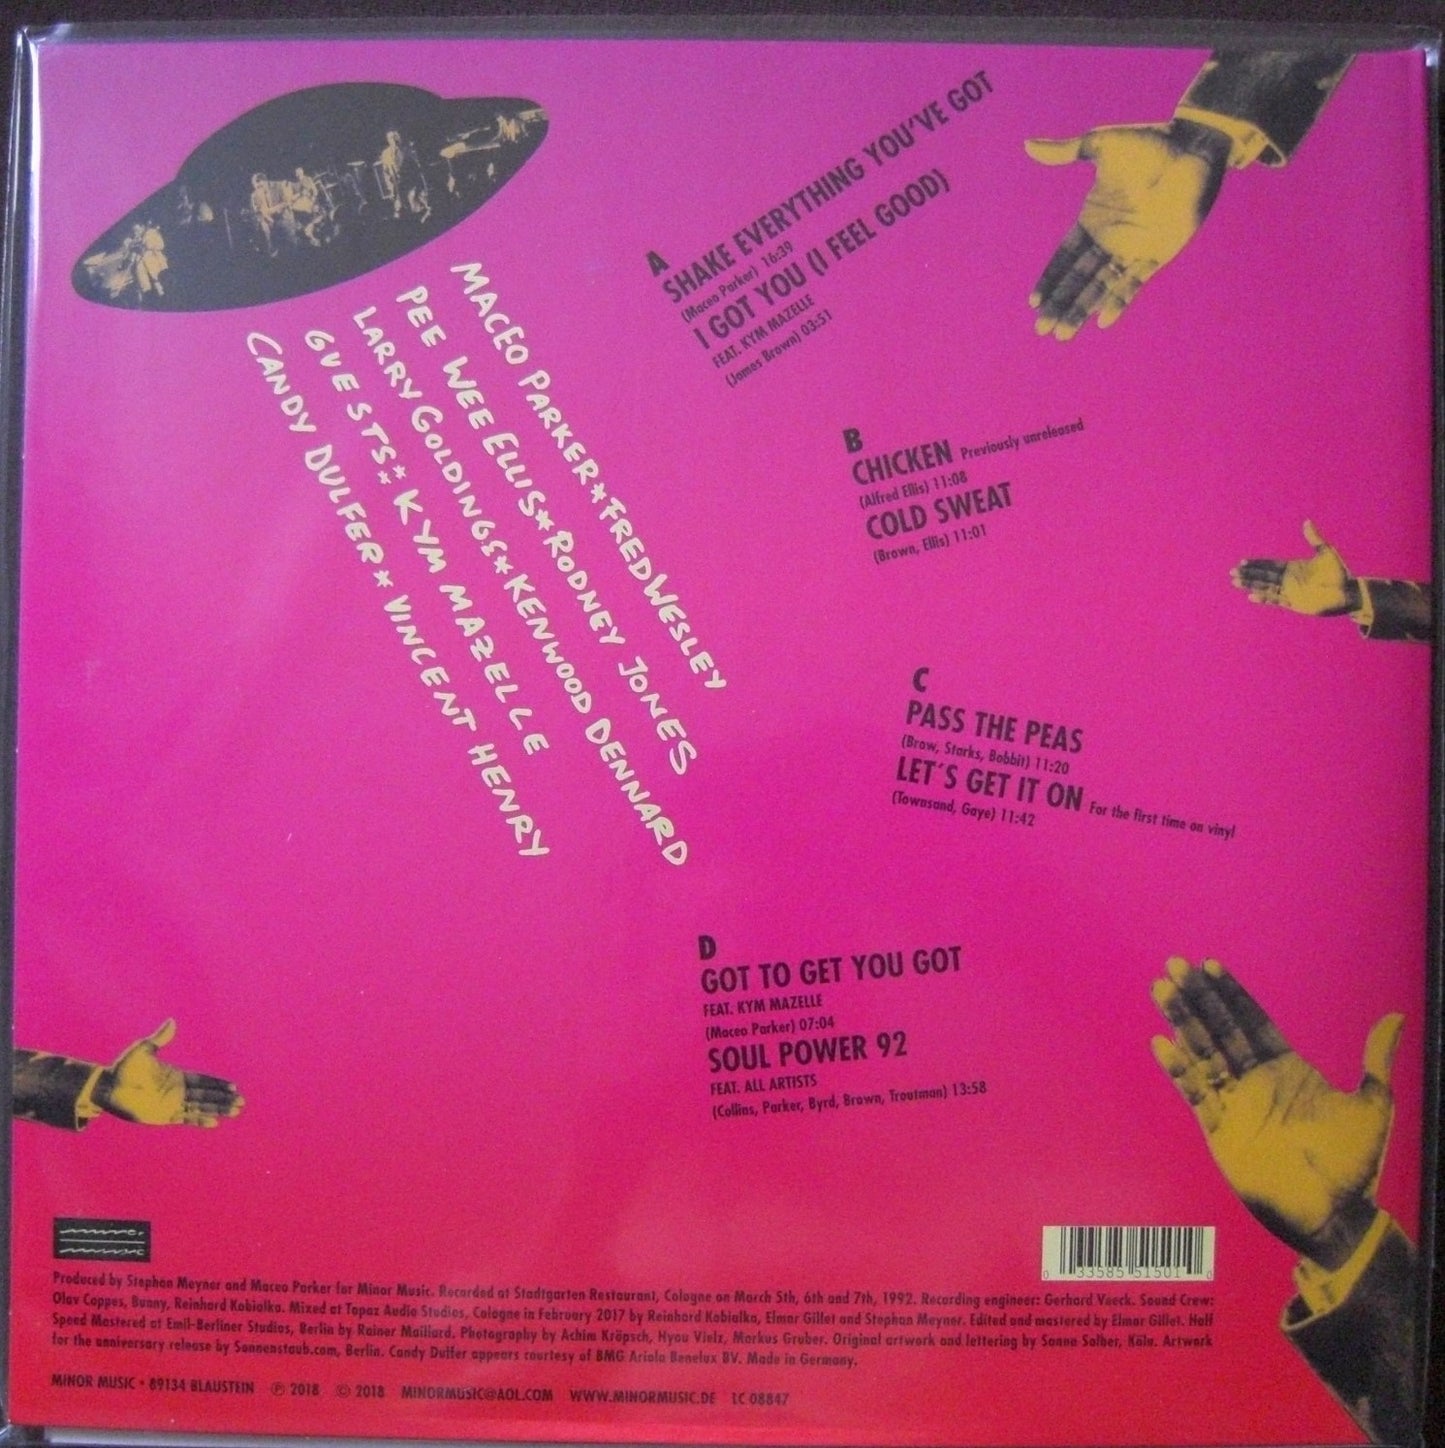 MACEO PARKER*FRED WESLEY
PEE WEE ELLIS*RODNEY JONES
LARRY GOLDINGS*KENWOOD DENNARD
GUESTS:*KYM MAZELLE
CANDY DULFER*VINCENT HENRY
A
SHAKE EVERYTHING YOU'VE GOT
(Maceo Parker) 16:39
I GOT YOU (I FEEL GOOD)
FEAT. KYM MAZELLE
(James Brown) 03:51
B
CHICKEN Previously unreleased
(Alfred Ellis) 11:08
COLD SWEAT
(Brown, Ellis) 11:01
C
PASS THE PEAS
(Brow, Starks, Bobbit) 11:20
LET'S GET IT ON For the first time on vinyl
(Townsand, Gaye) 11:42
D
GOT TO GET YOU GOT
FEAT. KYM MAZELLE
(Maceo Parker) 07:04
SOUL POWER 92
FEAT. ALL ARTISTS
(Collins, Parker, Byrd, Brown, Troutman) 13:58
minor
music
0 33585 51501 0
Produced by Stephan Meyner and Maceo Parker for Minor Music. Recorded at Stadtgarten Restaurant, Cologne on March 5th, 6th and 7th, 1992. Recording engineer: Gerhard Vaeck. Sound Crew:
Olav Cappes, Bunny, Reinhard Kobialka. Mixed at Topaz Audio Studios, Cologne in February 2017 by Reinhard Kobialka, Elmar Gillet and Stephan Meyner. Edited and mastered by Elmar Gillet. Half
Speed Mastered at Emil-Berliner Studios, Berlin by Rainer Maillard. Photography by Achim Kröpsch, Hyou Vielz, Markus Gruber. Original artwork and lettering by Sanna Salber, Köln. Artwork
for the anniversary release by Sonnenstaub.com, Berlin. Candy Dulfer appears courtesy of BMG Ariola Benelux BV. Made in Germany.
MINOR MUSIC • 89134 BLAUSTEIN ℗ 2018 © 2018 MINORMUSIC@AOL.COM WWW.MINORMUSIC.DE LC 08847